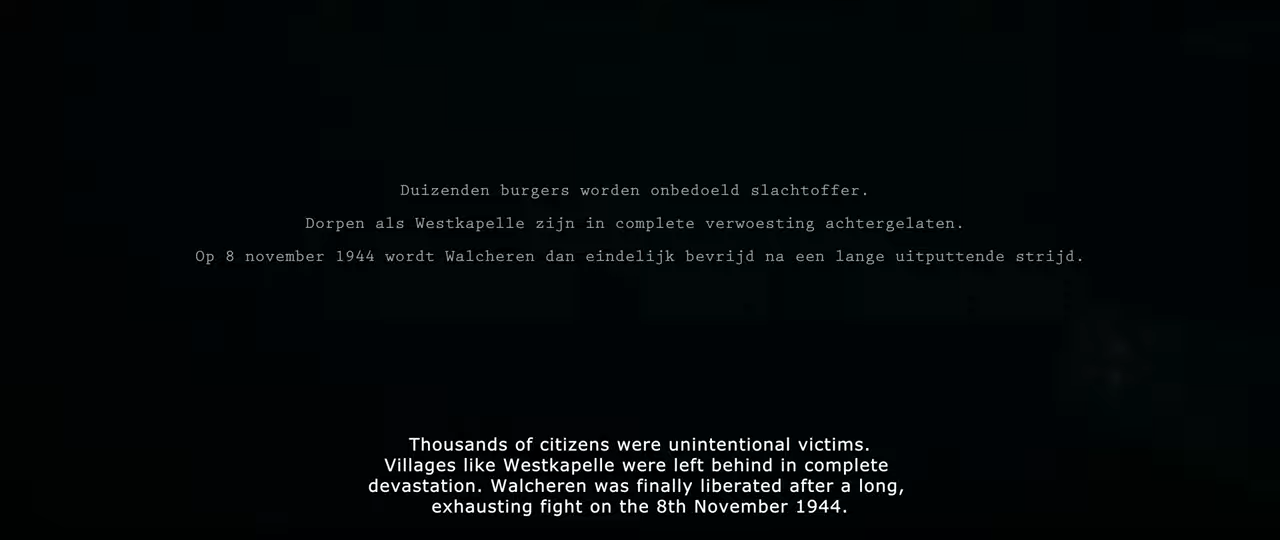 Duizenden burgers worden onbedoeld slachtoffer.
Dorpen als Westkapelle zijn in complete verwoesting achtergelaten.
Op 8 november 1944 wordt Walcheren dan eindelijk bevrijd na een lange uitputtende strijd.
Thousands of citizens were unintentional victims.
Villages like Westkapelle were left behind in complete
devastation. Walcheren was finally liberated after a long,
exhausting fight on the 8th November 1944.